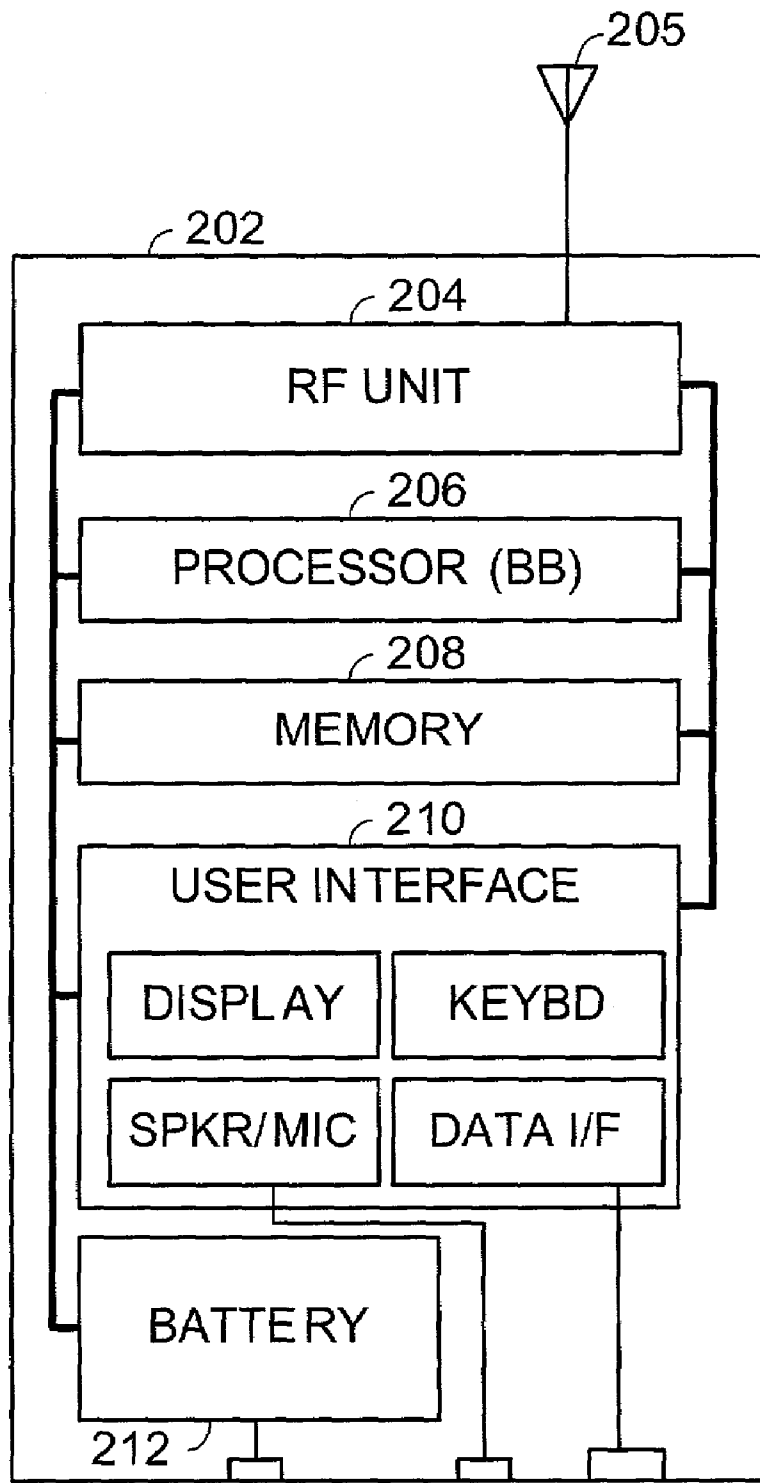 205
202
204
RF UNIT
206
PROCESSOR (BB)
208
MEMORY
210
USER INTERFACE
DISPLAY
KEYBD
SPKR/MIC
DATA I/F
BATTERY
212